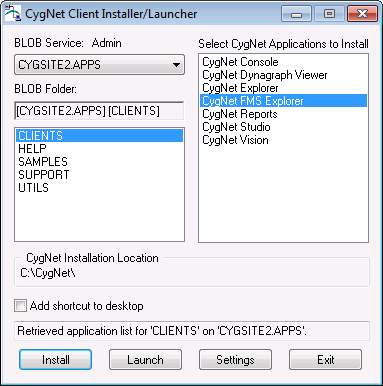 CygNet Client Installer/Launcher
BLOB Service: Admin
CYGSITE2.APPS
BLOB Folder:
[CYGSITE2.APPS] [CLIENTS]
CLIENTS
HELP
SAMPLES
SUPPORT
UTILS
Select CygNet Applications to Install
CygNet Console
CygNet Dynagraph Viewer
CygNet Explorer
CygNet FMS Explorer
CygNet Reports
CygNet Studio
CygNet Vision
CygNet Installation Location
C:\CygNet\
Add shortcut to desktop
Retrieved application list for 'CLIENTS' on 'CYGSITE2.APPS'.
Install Launch Settings Exit